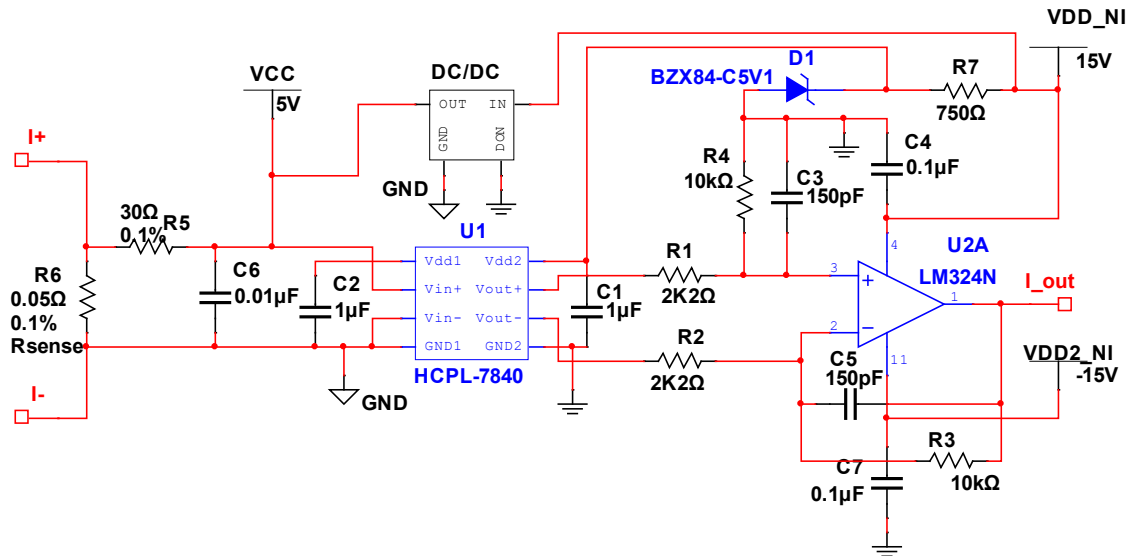 VDD_NI
15V
D1
BZX84-C5V1
R7
750Ω
VCC
5V
DC/DC
OUT
IN
GND
DON
GND
I+
30Ω
0.1%
R5
R4
10kΩ
C3
150pF
C4
0.1µF
U1
4
U2A
LM324N
R6
0.05Ω
0.1%
Rsense
C6
0.01µF
C2
1µF
Vdd1
Vdd2
Vin+
Vout+
Vin-
Vout-
GND1
GND2
HCPL-7840
C1
1µF
R1
2K2Ω
3
1
I_out
2
R2
2K2Ω
C5
150pF
11
VDD2_NI
-15V
GND
I-
R3
10kΩ
C7
0.1µF